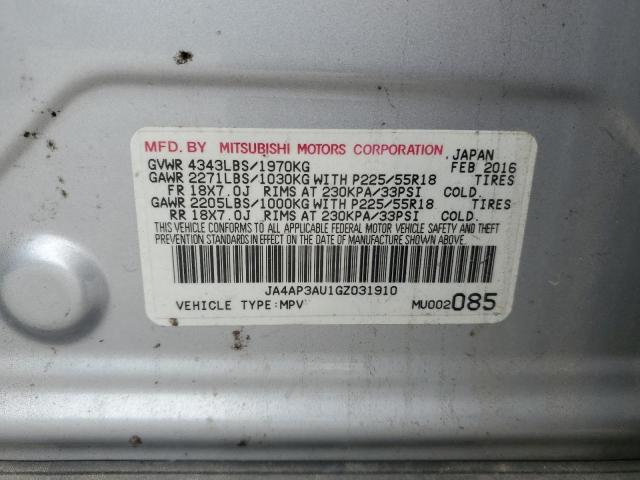 MFD. BY MITSUBISHI MOTORS CORPORATION, JAPAN
GVWR 4343LBS/1970KG FEB 2016
GAWR 2271LBS/1030KG WITH P225/55R18 TIRES
FR 18X7.0J RIMS AT 230KPA/33PSI COLD.
GAWR 2205LBS/1000KG WITH P225/55R18 TIRES
RR 18X7.0J RIMS AT 230KPA/33PSI COLD.
THIS VEHICLE CONFORMS TO ALL APPLICABLE FEDERAL MOTOR VEHICLE SAFETY AND THEFT
PREVENTION STANDARDS IN EFFECT ON THE DATE OF MANUFACTURE SHOWN ABOVE.
JA4AP3AU1GZ031910
VEHICLE TYPE:MPV MU002085